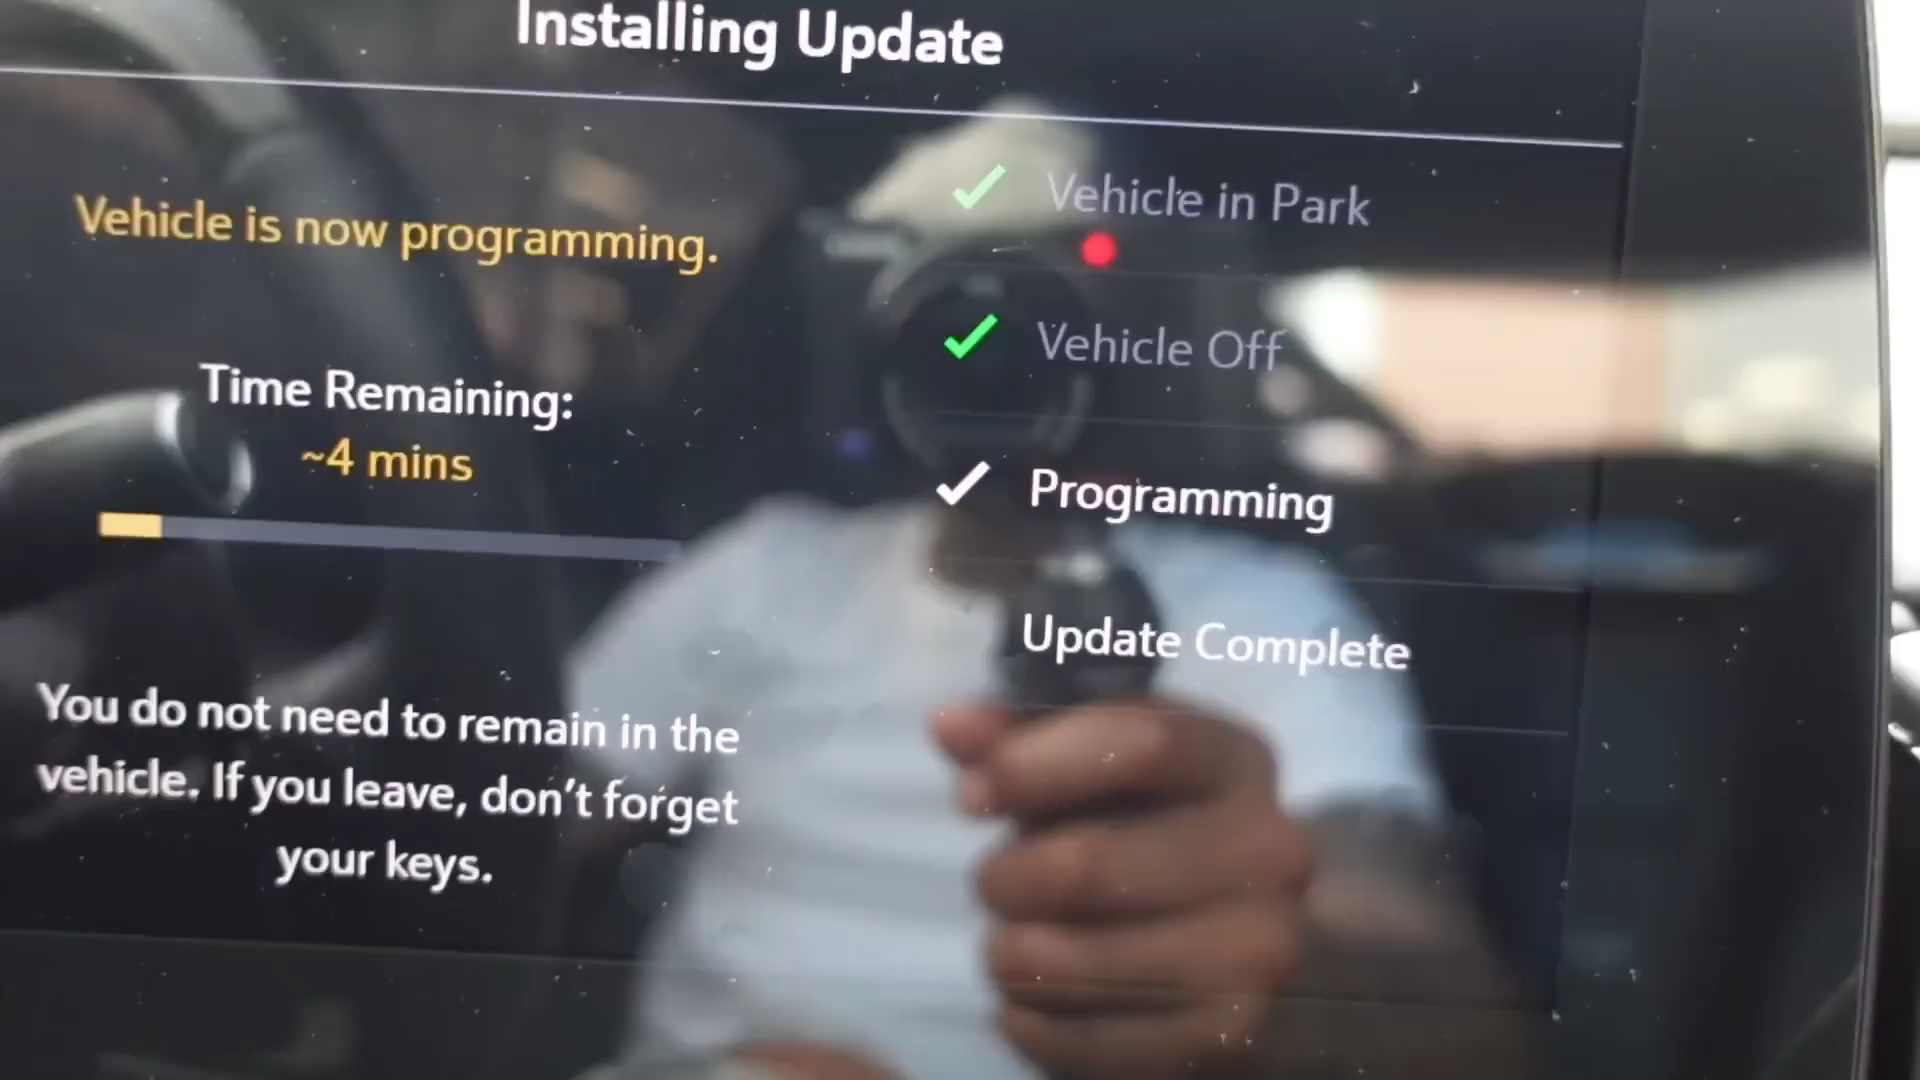 Installing Update
Vehicle is now programming.
Time Remaining:
~4 mins
You do not need to remain in the
vehicle. If you leave, don't forget
your keys.
Vehicle in Park
Vehicle Off
Programming
Update Complete